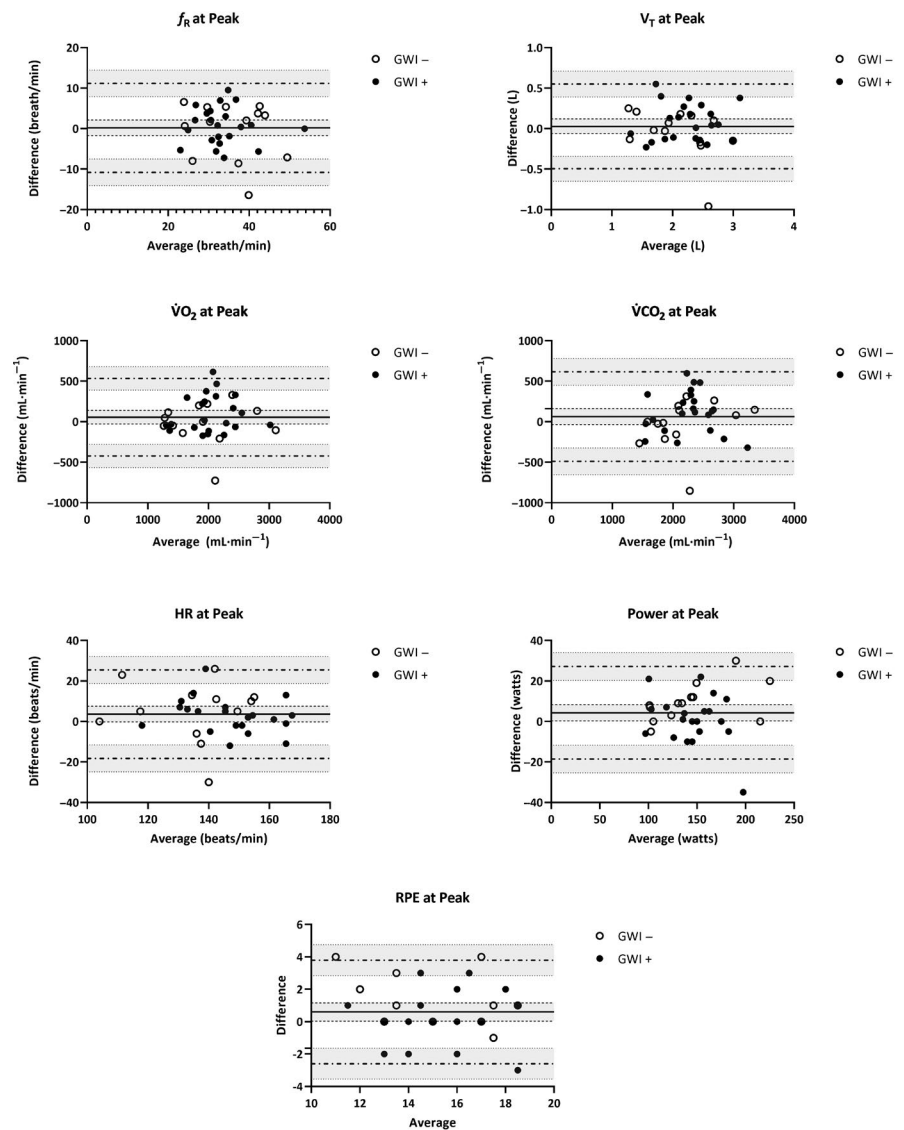 fR at Peak
20
10
0
−10
−20
Difference (breath/min)
0 20 40 60
Average (breath/min)
GWI −
GWI +
VT at Peak
1.0
0.5
0.0
−0.5
−1.0
Difference (L)
0 1 2 3 4
Average (L)
GWI −
GWI +
V̇O2 at Peak
1000
500
0
−500
−1000
Difference (mL·min−1)
0 1000 2000 3000 4000
Average (mL·min−1)
GWI −
GWI +
V̇CO2 at Peak
1000
500
0
−500
−1000
Difference (mL·min−1)
0 1000 2000 3000 4000
Average (mL·min−1)
GWI −
GWI +
HR at Peak
40
20
0
−20
−40
Difference (beats/min)
100 120 140 160 180
Average (beats/min)
GWI −
GWI +
Power at Peak
40
20
0
−20
−40
Difference (watts)
0 50 100 150 200 250
Average (watts)
GWI −
GWI +
RPE at Peak
6
4
2
0
-2
-4
Difference
10 12 14 16 18 20
Average
GWI −
GWI +